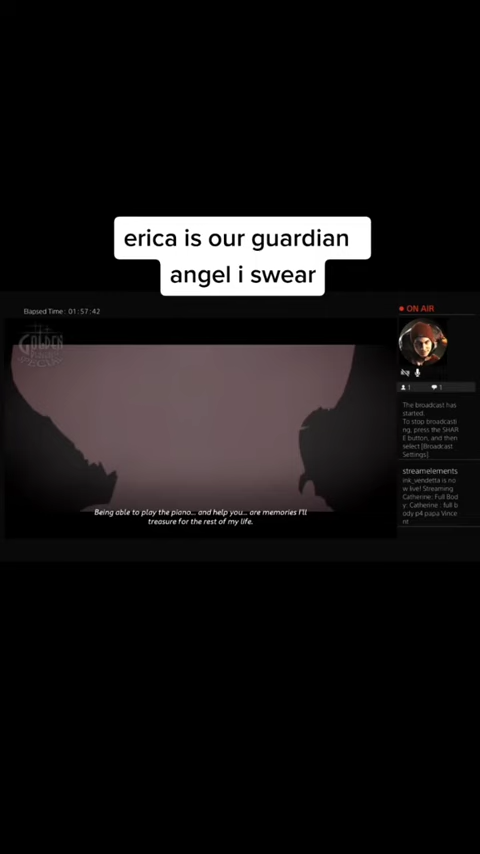 erica is our guardian
angel i swear
Elapsed Time : 01:57:42
ON AIR
GOLDEN
1 1
The broadcast has
started.
To stop broadcasti
ng, press the SHAR
E button, and then
select [Broadcast
Settings].
streamelements
ink_vendetta is no
w live! Streaming
Catherine: Full Bod
y: Catherine : full b
ody p4 papa Vince
nt
Being able to play the piano... and help you... are memories I'll
treasure for the rest of my life.